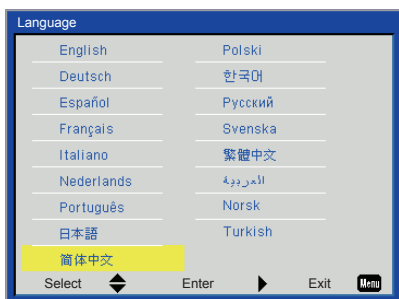 Language
English
Deutsch
Español
Français
Italiano
Nederlands
Português
日本語
简体中文
Polski
한국어
Русский
Svenska
繁體中文
العربية
Norsk
Turkish
Select Enter Exit Menu